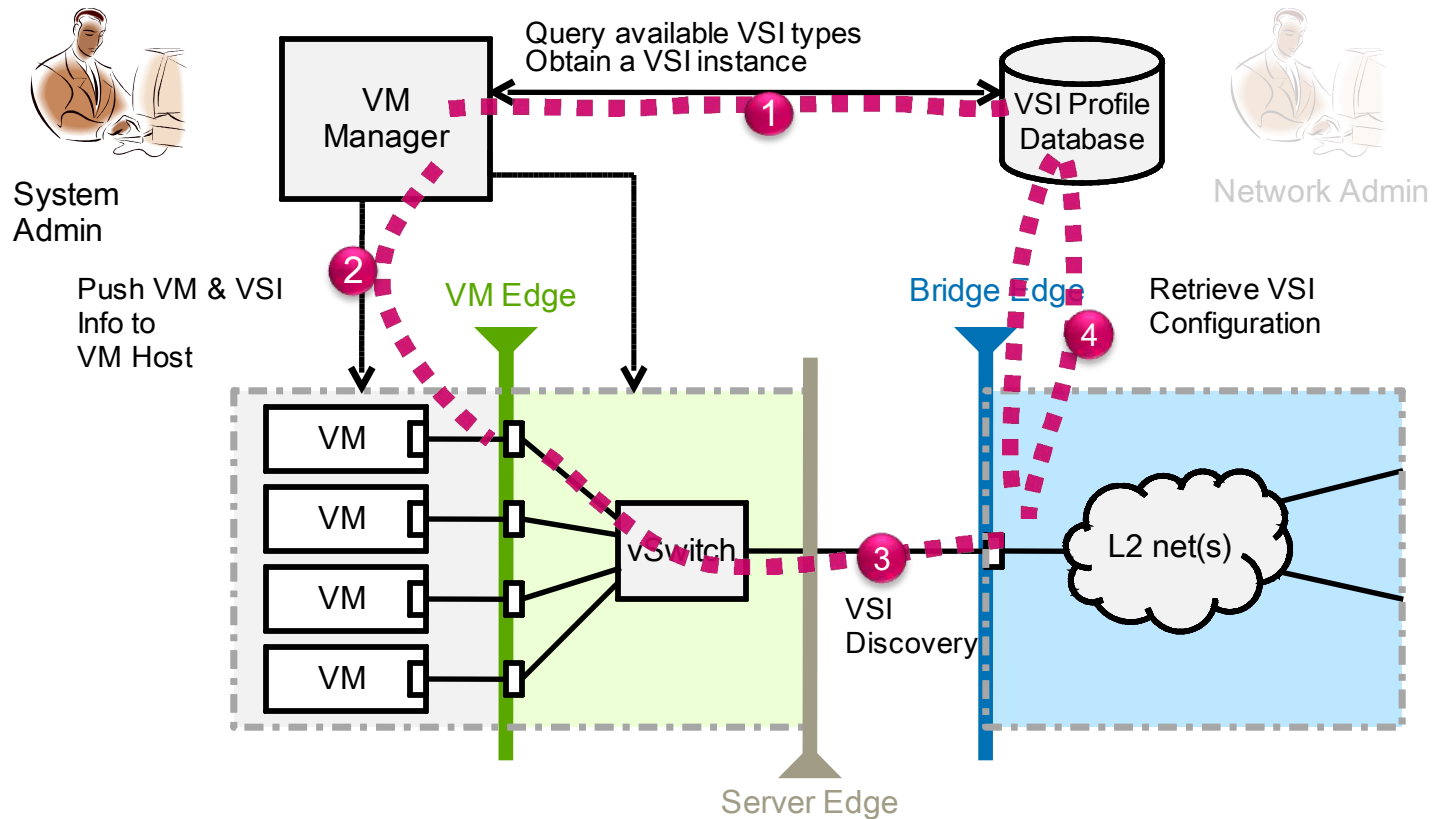 Query available VSI types
Obtain a VSI instance
VM
Manager
1
VSI Profile
Database
System
Admin
Network Admin
2
Push VM & VSI
Info to
VM Host
VM Edge
Bridge Edge
4
Retrieve VSI
Configuration
VM
VM
VM
VM
vSwitch
3
VSI
Discovery
L2 net(s)
Server Edge